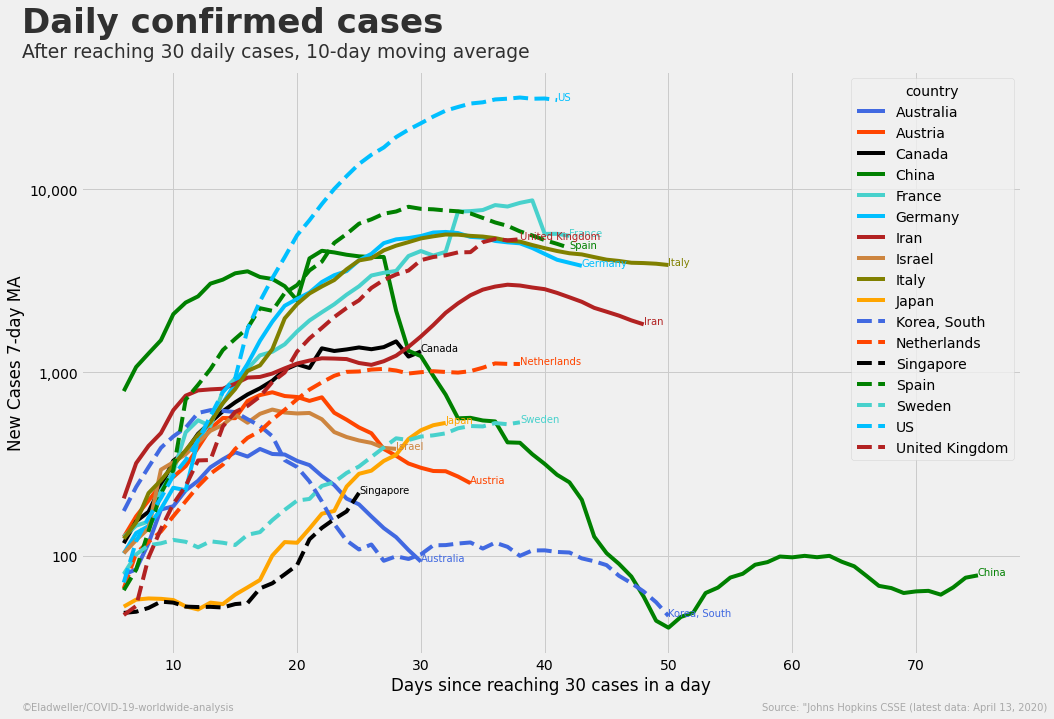 Daily confirmed cases
After reaching 30 daily cases, 10-day moving average
New Cases 7-day MA
10,000
1,000
100
US
France
United Kingdom
Spain
Germany
Italy
Iran
Canada
Netherlands
Japan
Sweden
Israel
Austria
Singapore
Australia
China
Korea, South
country
Australia
Austria
Canada
China
France
Germany
Iran
Israel
Italy
Japan
Korea, South
Netherlands
Singapore
Spain
Sweden
US
United Kingdom
10 20 30 40 50 60 70
Days since reaching 30 cases in a day
©Eladweller/COVID-19-worldwide-analysis
Source: "Johns Hopkins CSSE (latest data: April 13, 2020)